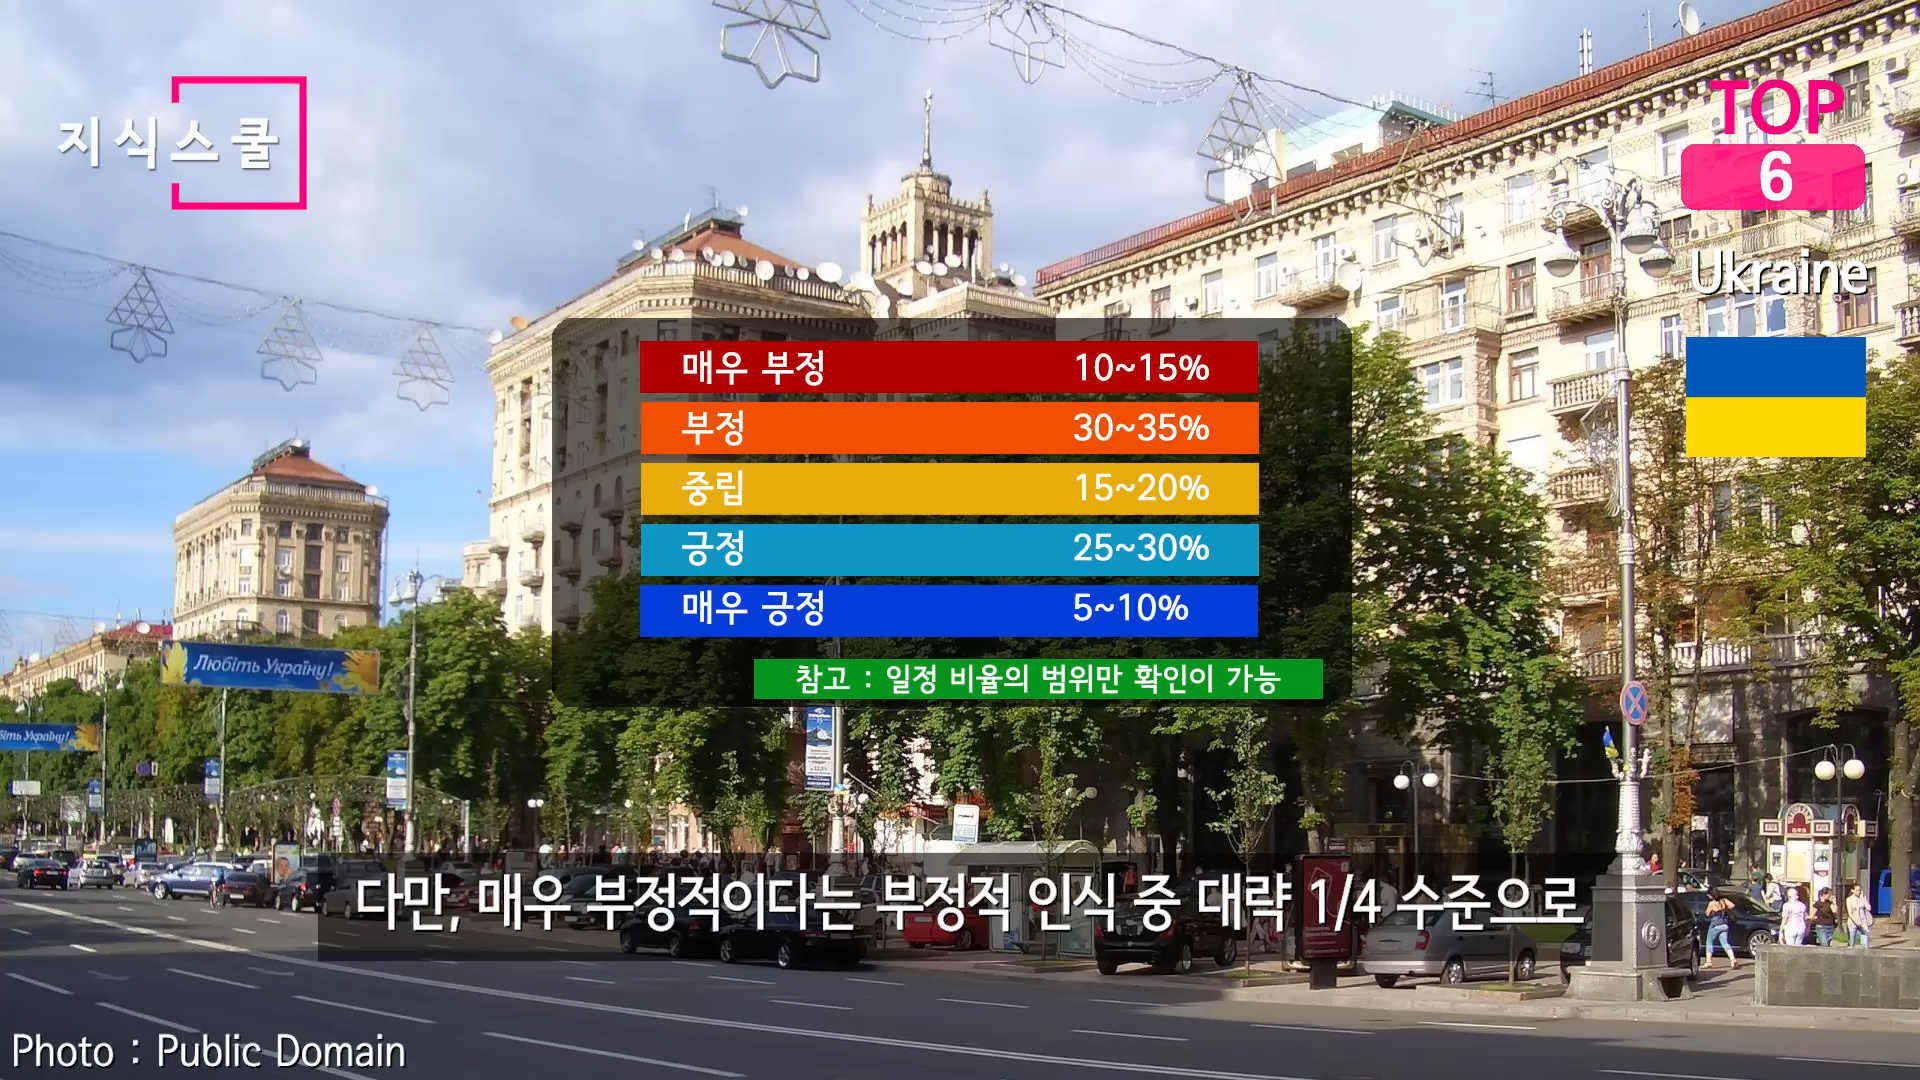 지식스쿨
TOP
6
Ukraine
매우 부정 10~15%
부정 30~35%
중립 15~20%
긍정 25~30%
매우 긍정 5~10%
참고 : 일정 비율의 범위만 확인이 가능
Любіть Україну!
біть Україну!
다만, 매우 부정적이다는 부정적 인식 중 대략 1/4 수준으로
Photo : Public Domain